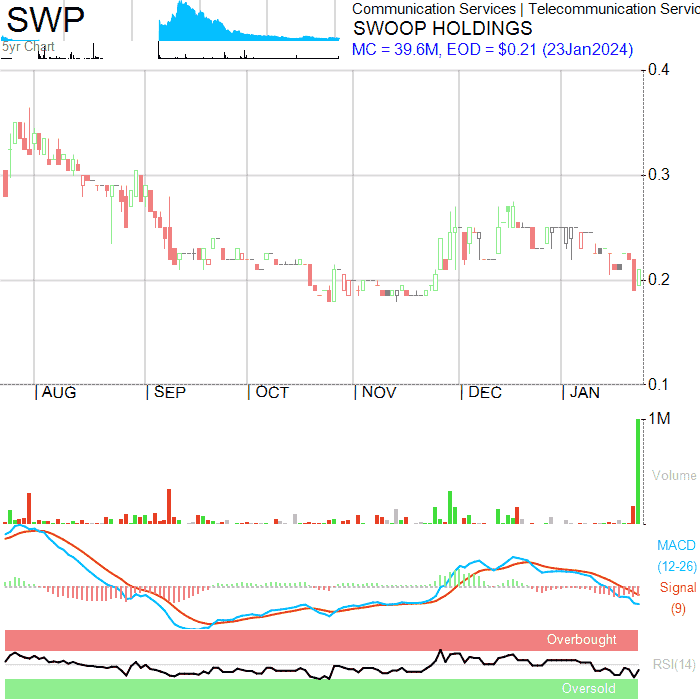 SWP
5yr Chart
Communication Services | Telecommunication Servic
SWOOP HOLDINGS
MC = 39.6M, EOD = $0.21 (23Jan2024)
0.4
0.3
0.2
0.1
| AUG | SEP | OCT | NOV | DEC | JAN
1M
Volume
MACD
(12-26)
Signal
(9)
Overbought
RSI(14)
Oversold